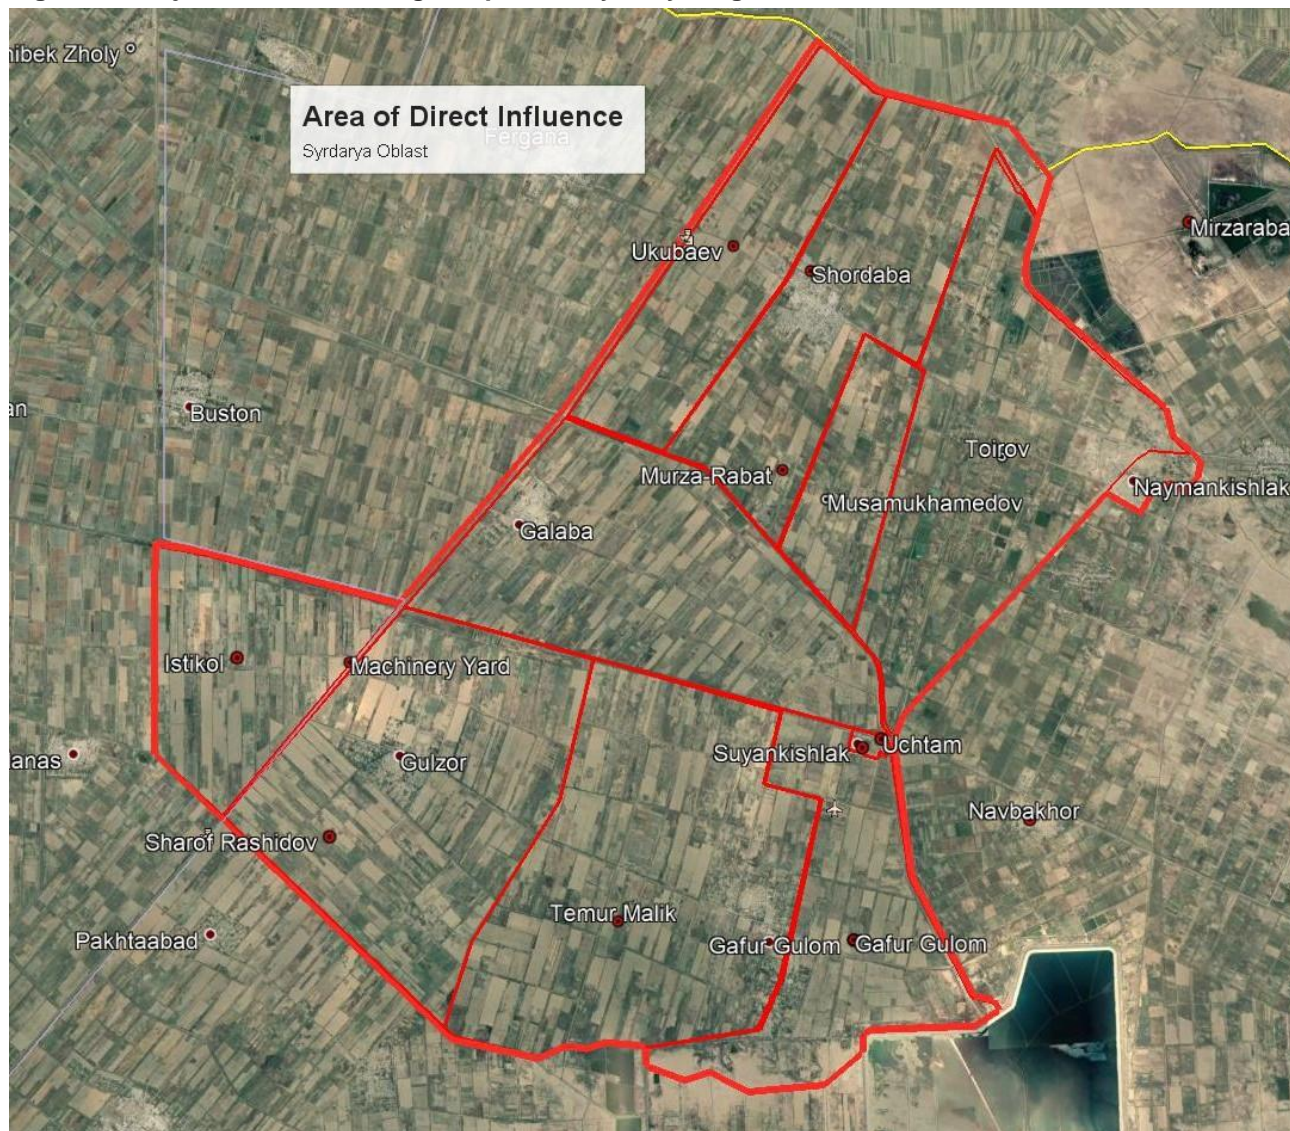 hibek Zholy
Area of Direct Influence
Fergana
Syrdarya Oblast
Mirzaraba
Ukubaev
Shordaba
an
Buston
Toirov
Murza-Rabat
Naymankishlak
Musamukhamedov
Galaba
Istikol
Machinery Yard
Suyankishlak
Uchtam
anas
Gulzor
Navbakhor
Sharof Rashidov
Temur Malik
Pakhtaabad
Gafur Gulom
Gafur Gulom